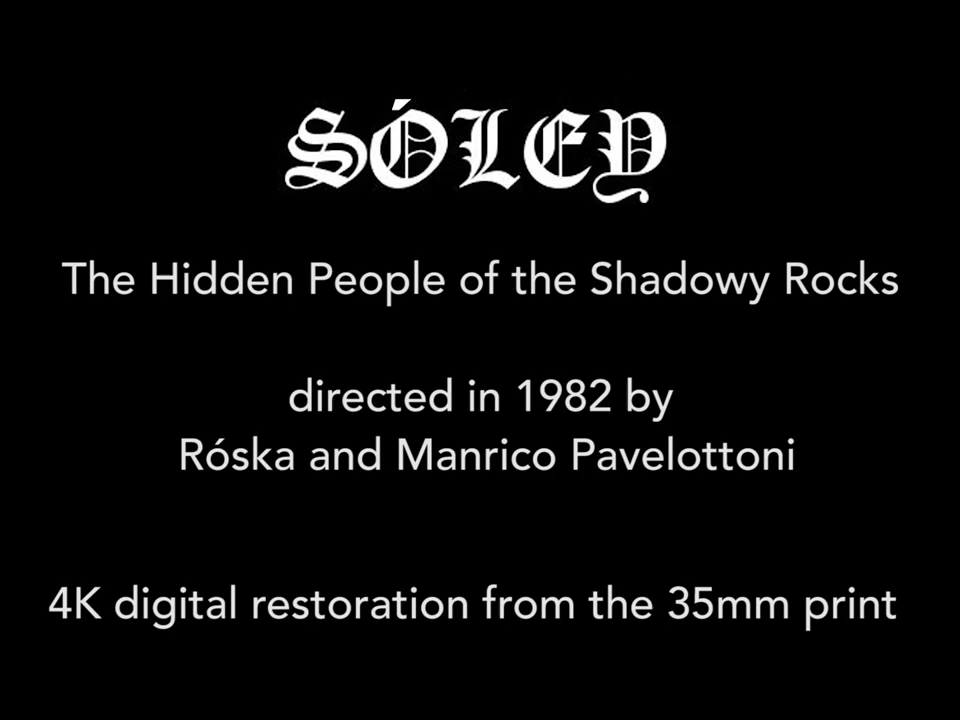 SÓLEY
The Hidden People of the Shadowy Rocks
directed in 1982 by
Róska and Manrico Pavelottoni
4K digital restoration from the 35mm print